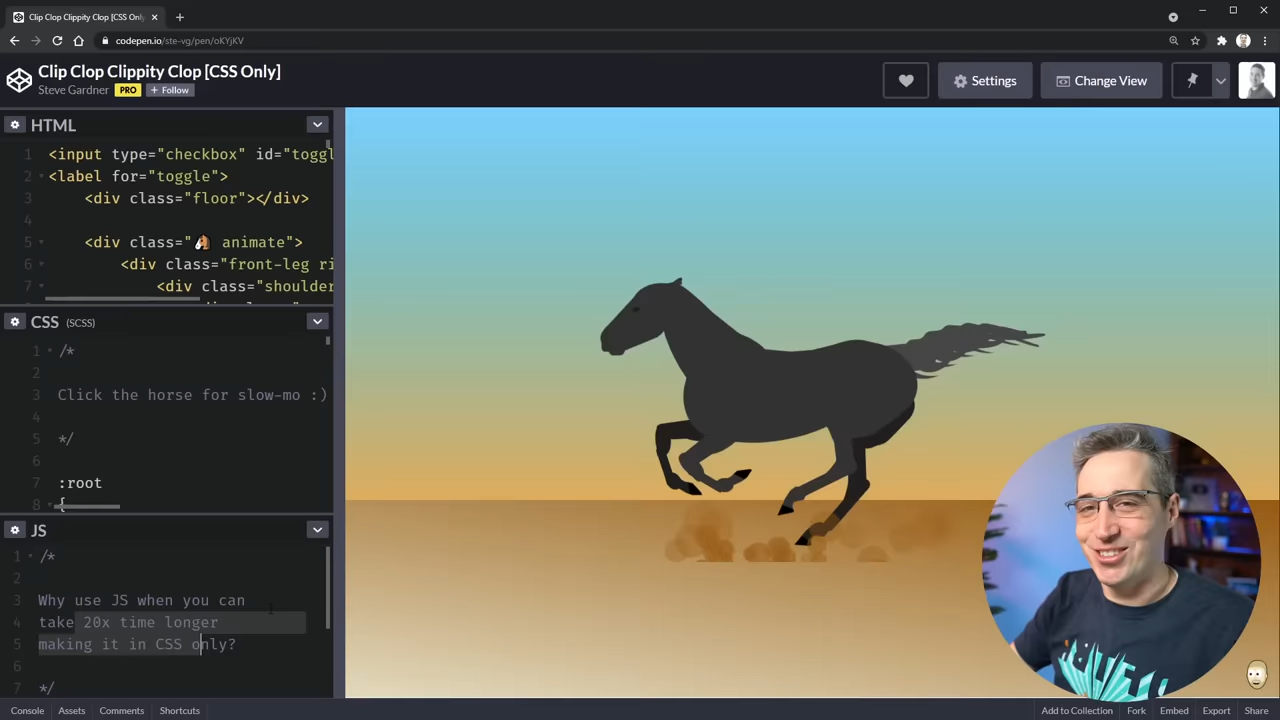 Clip Clop Clippity Clop [CSS Only
codepen.io/ste-vg/pen/oKYjKV
Clip Clop Clippity Clop [CSS Only]
Steve Gardner PRO + Follow
Settings
Change View
HTML
1 <input type="checkbox" id="toggl
2 <label for="toggle">
3 <div class="floor"></div>
4
5 <div class="🐴 animate">
6 <div class="front-leg ri
7 <div class="shoulder
CSS (SCSS)
1 /*
2
3 Click the horse for slow-mo :)
4
5 */
6
7 :root
8 {
JS
1 /*
2
3 Why use JS when you can
4 take 20x time longer
5 making it in CSS only?
6
7 */
Console Assets Comments Shortcuts
Add to Collection Fork Embed Export Share